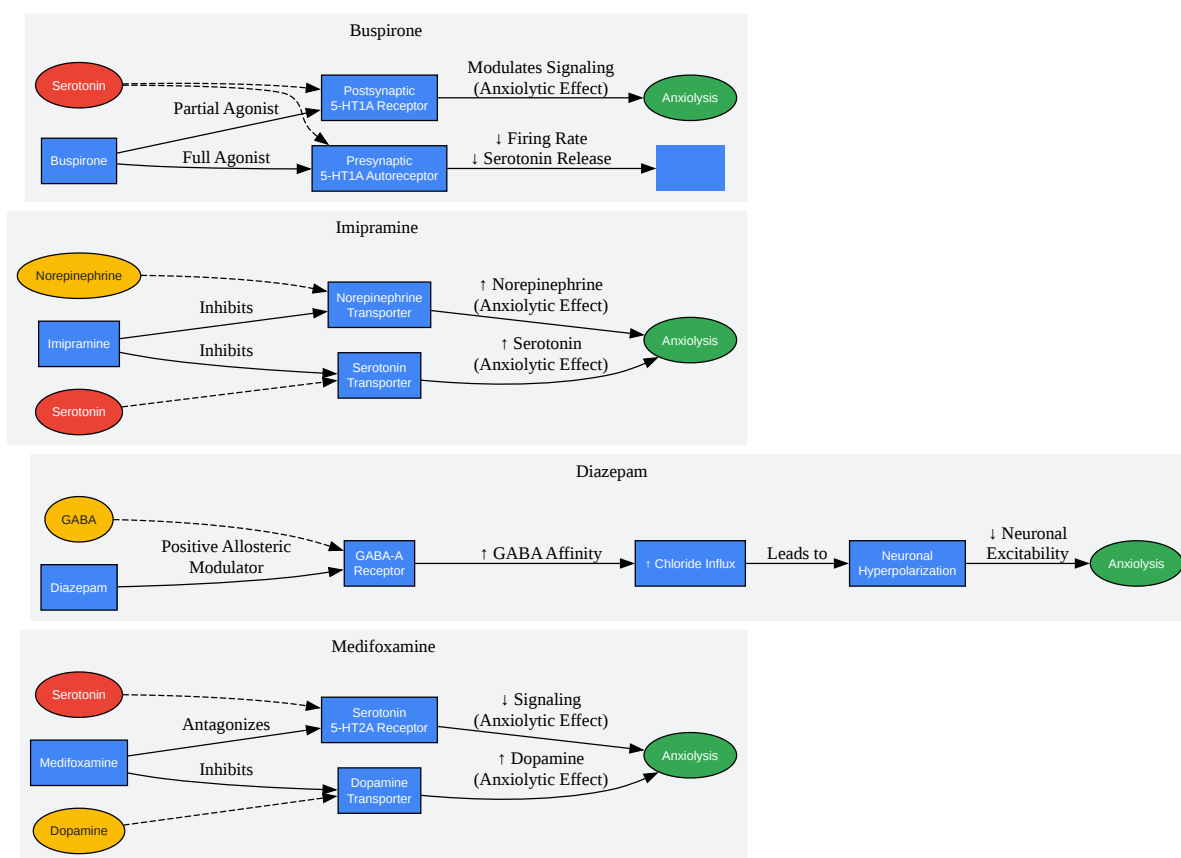 Buspirone
Serotonin
Postsynaptic
5-HT1A Receptor
Modulates Signaling
(Anxiolytic Effect)
Anxiolysis
Partial Agonist
Buspirone
Full Agonist
Presynaptic
5-HT1A Autoreceptor
↓ Firing Rate
↓ Serotonin Release
Imipramine
Norepinephrine
Inhibits
Norepinephrine
Transporter
↑ Norepinephrine
(Anxiolytic Effect)
Imipramine
Inhibits
Serotonin
Transporter
↑ Serotonin
(Anxiolytic Effect)
Anxiolysis
Serotonin
Diazepam
GABA
Positive Allosteric
Modulator
Diazepam
GABA-A
Receptor
↑ GABA Affinity
↑ Chloride Influx
Leads to
Neuronal
Hyperpolarization
↓ Neuronal
Excitability
Anxiolysis
Medifoxamine
Serotonin
Antagonizes
Serotonin
5-HT2A Receptor
↓ Signaling
(Anxiolytic Effect)
Medifoxamine
Inhibits
Dopamine
Transporter
↑ Dopamine
(Anxiolytic Effect)
Anxiolysis
Dopamine